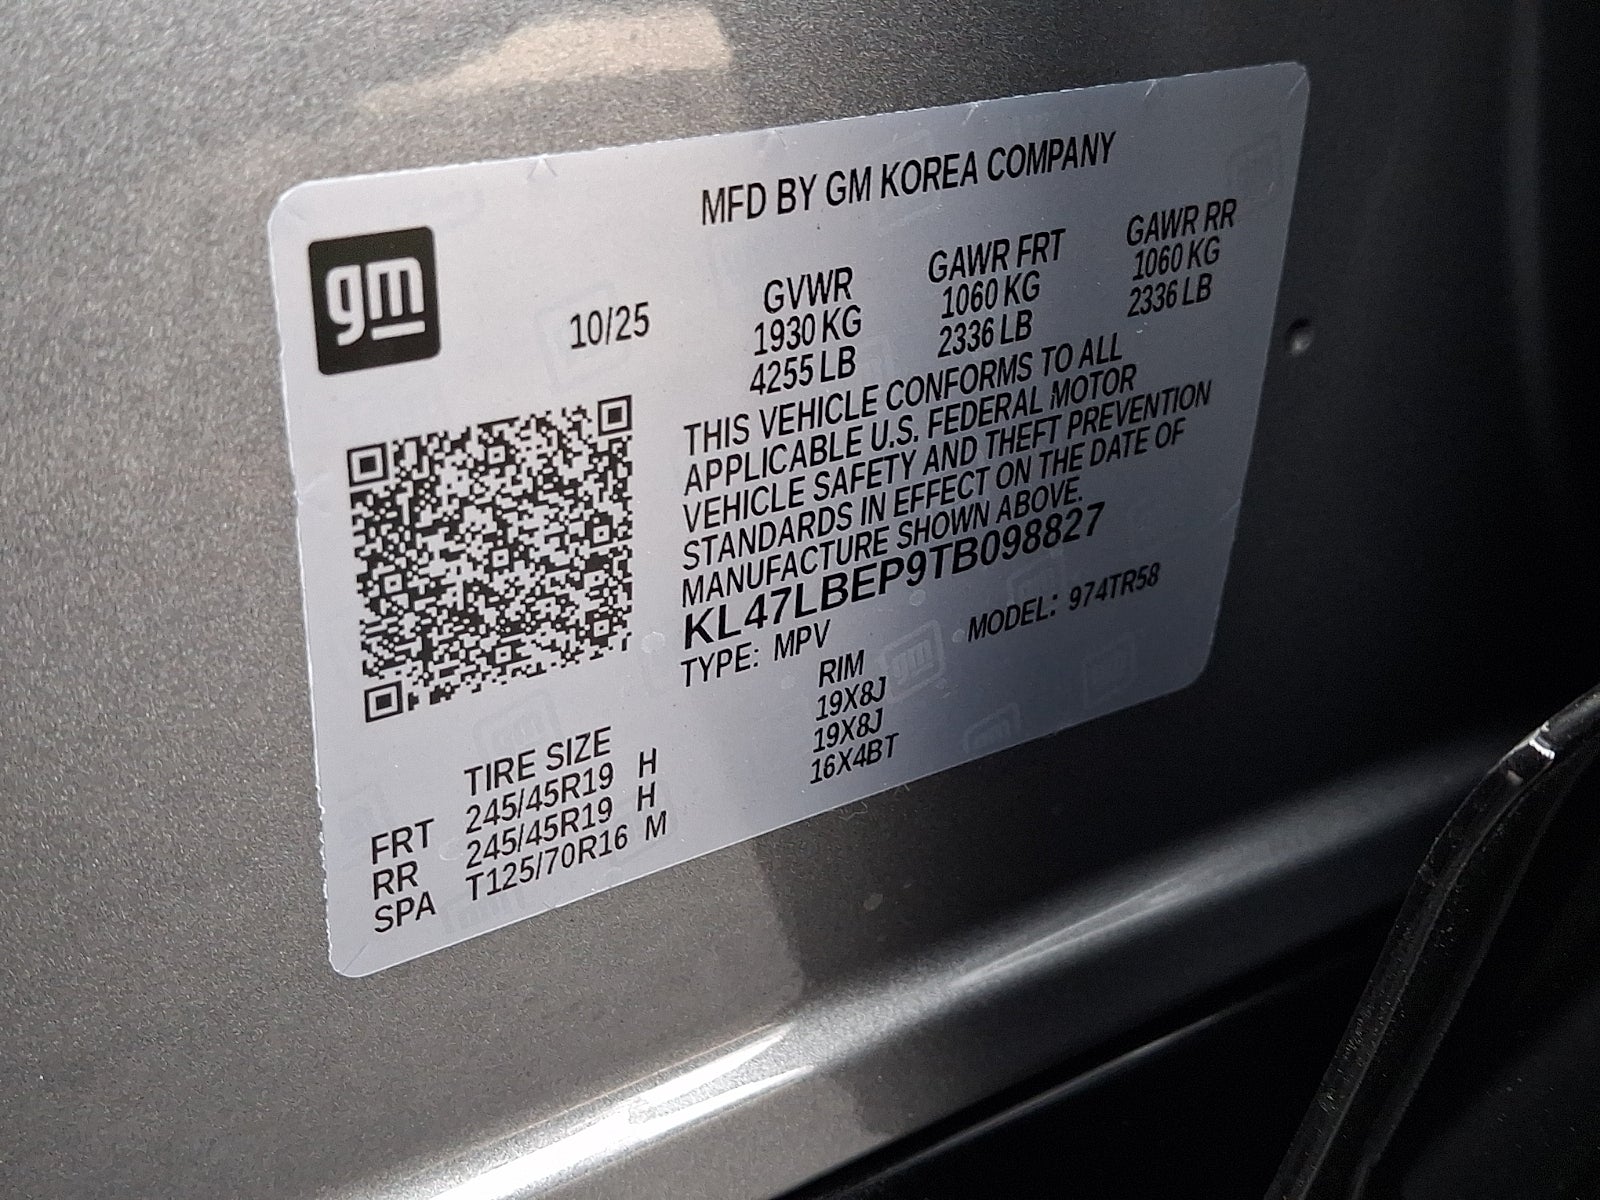 MFD BY GM KOREA COMPANY
gm
10/25
GVWR GAWR FRT GAWR RR
1930 KG 1060 KG 1060 KG
4255 LB 2336 LB 2336 LB
THIS VEHICLE CONFORMS TO ALL
APPLICABLE U.S. FEDERAL MOTOR
VEHICLE SAFETY AND THEFT PREVENTION
STANDARDS IN EFFECT ON THE DATE OF
MANUFACTURE SHOWN ABOVE.
KL47LBEP9TB098827
TYPE: MPV MODEL: 974TR58
TIRE SIZE RIM
FRT 245/45R19 H 19X8J
RR 245/45R19 H 19X8J
SPA T125/70R16 M 16X4BT